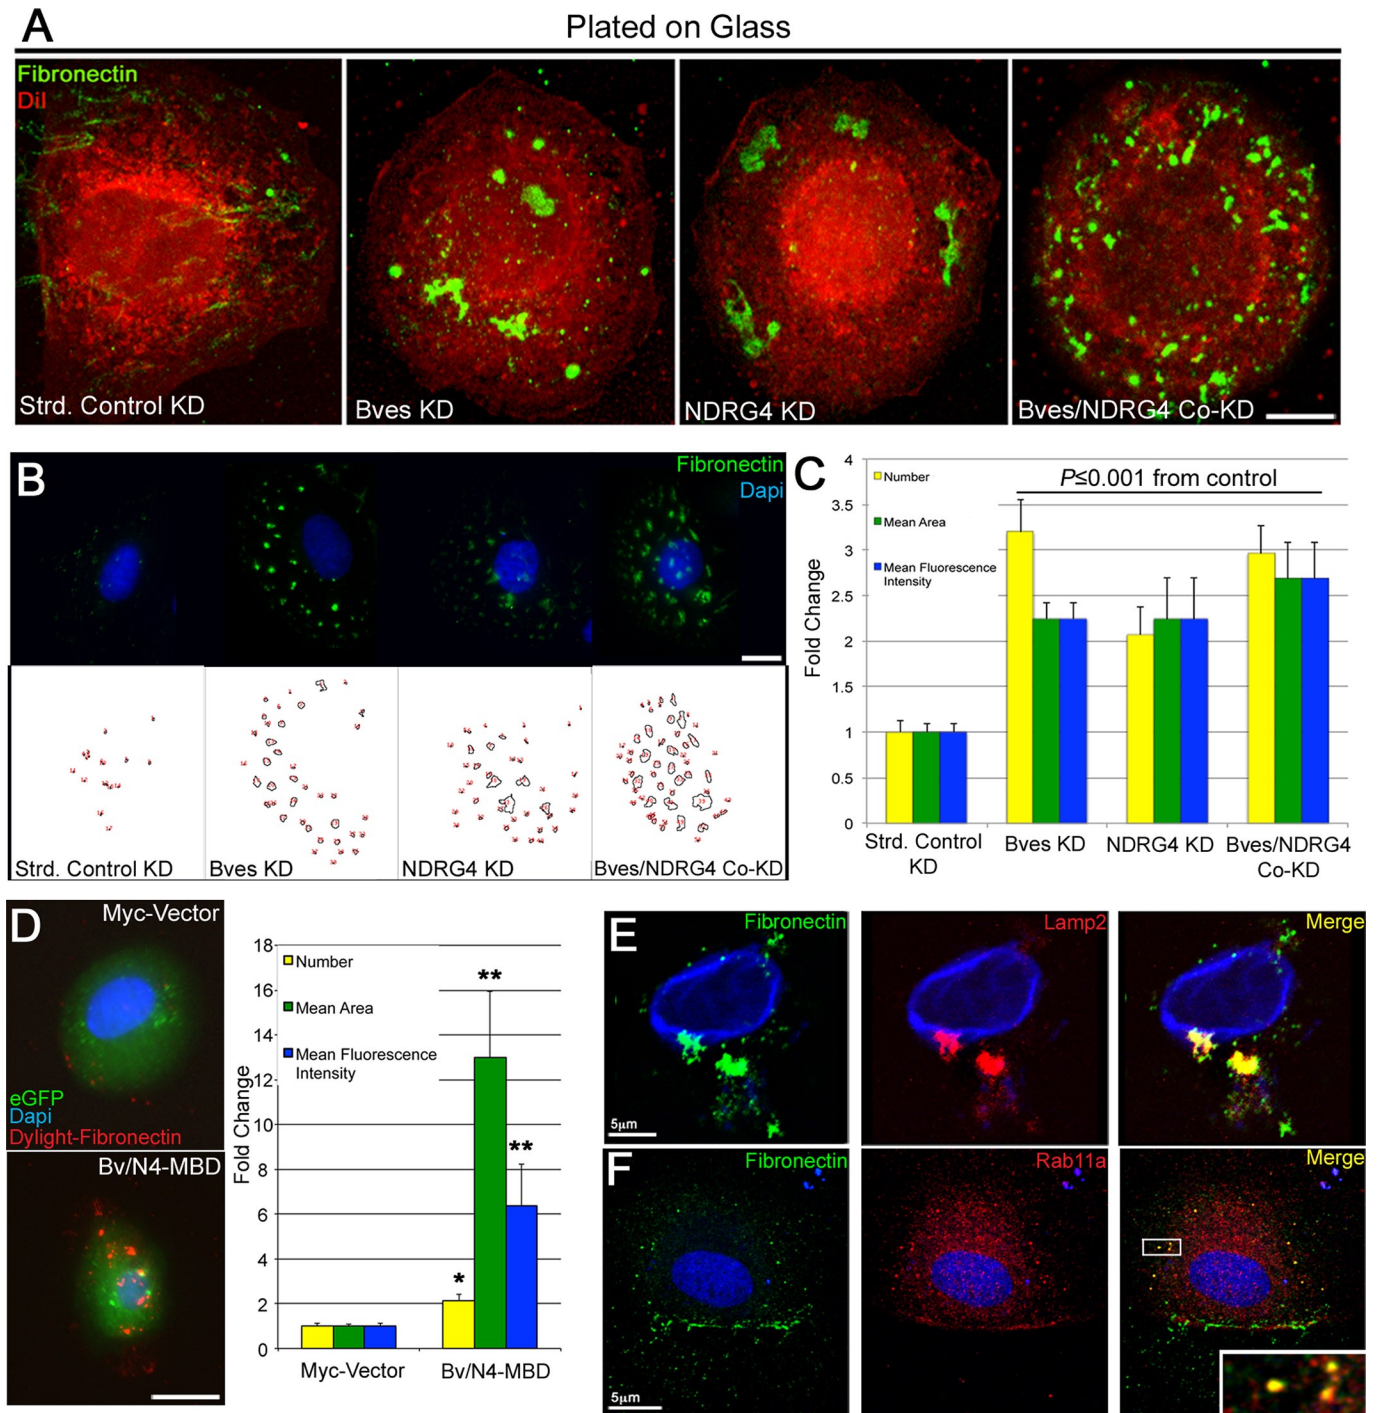 A
Plated on Glass
Fibronectin
DiI
Strd. Control KD
Bves KD
NDRG4 KD
Bves/NDRG4 Co-KD
B
Fibronectin
Dapi
Strd. Control KD
Bves KD
NDRG4 KD
Bves/NDRG4 Co-KD
C
P≤0.001 from control
Number
Mean Area
Mean Fluorescence
Intensity
Fold Change
4
3.5
3
2.5
2
1.5
1
0.5
0
Strd. Control
KD
Bves KD
NDRG4 KD
Bves/NDRG4
Co-KD
D
Myc-Vector
eGFP
Dapi
Dylight-Fibronectin
Bv/N4-MBD
Fold Change
18
16
14
12
10
8
6
4
2
0
Number
Mean Area
Mean Fluorescence
Intensity
*
**
**
Myc-Vector
Bv/N4-MBD
E
Fibronectin
Lamp2
Merge
5µm
F
Fibronectin
Rab11a
Merge
5µm